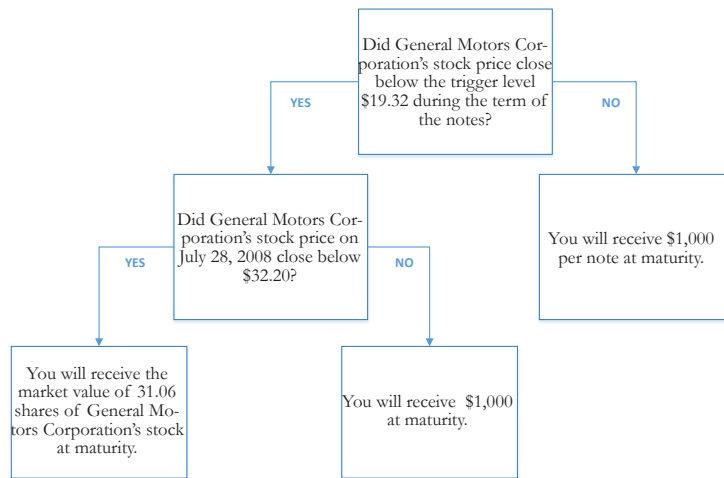 Did General Motors Cor-
poration's stock price close
below the trigger level
$19.32 during the term of
the notes?
YES
NO
Did General Motors Cor-
poration's stock price on
July 28, 2008 close below
$32.20?
You will receive $1,000
per note at maturity.
YES
NO
You will receive the
market value of 31.06
shares of General Mo-
tors Corporation's stock
at maturity.
You will receive $1,000
at maturity.